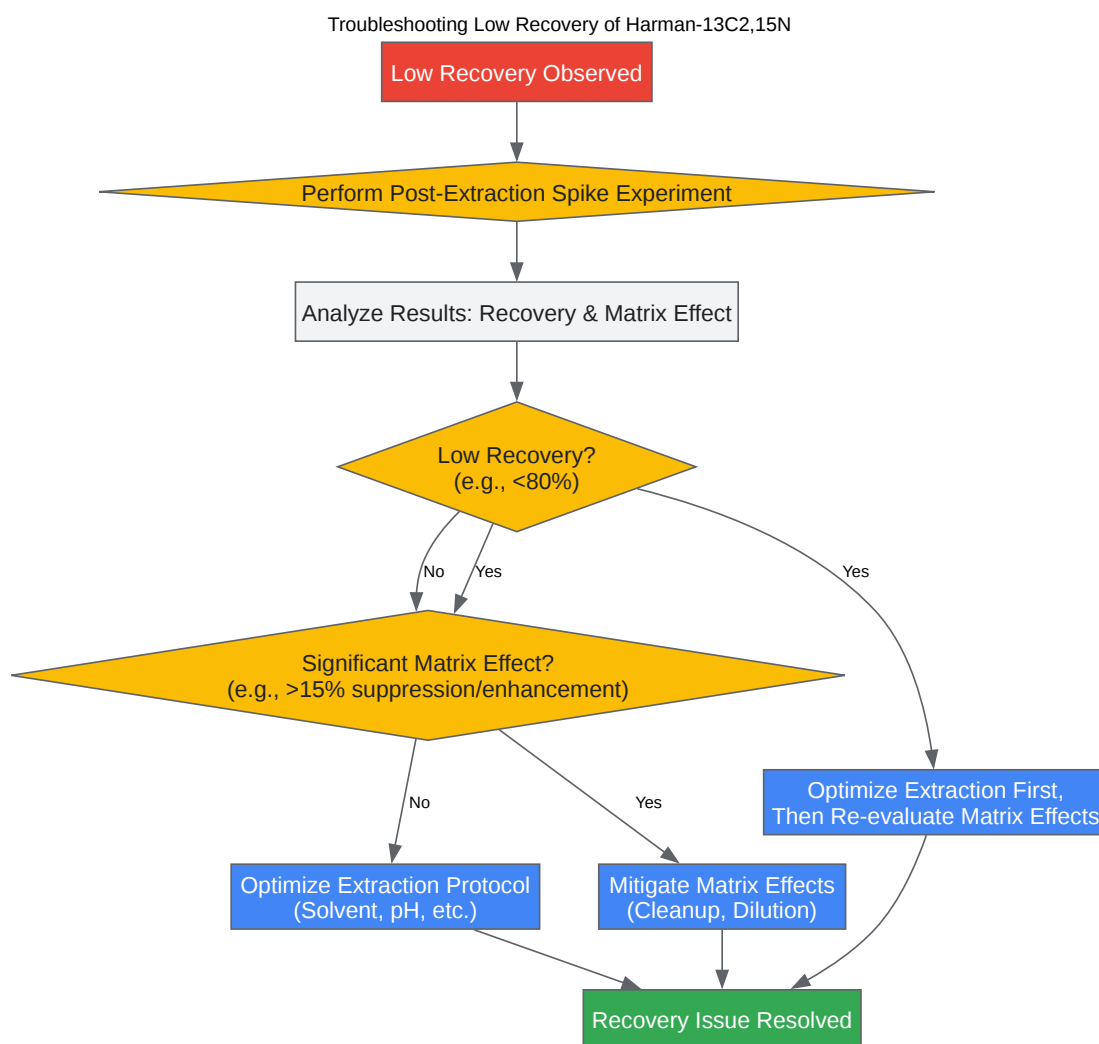 Troubleshooting Low Recovery of Harman-13C2,15N
Low Recovery Observed
Perform Post-Extraction Spike Experiment
Analyze Results: Recovery & Matrix Effect
Low Recovery?
(e.g., <80%)
No
Yes
Yes
Significant Matrix Effect?
(e.g., >15% suppression/enhancement)
No
Yes
Optimize Extraction First,
Then Re-evaluate Matrix Effects
Optimize Extraction Protocol
(Solvent, pH, etc.)
Mitigate Matrix Effects
(Cleanup, Dilution)
Recovery Issue Resolved